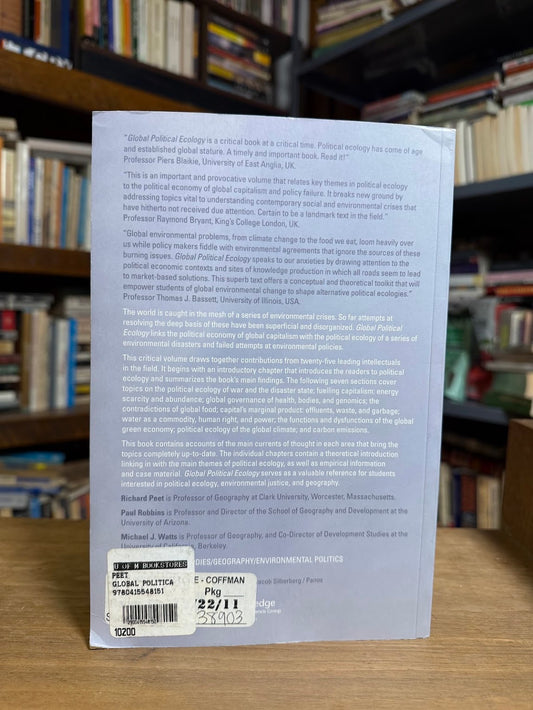 "Global Political Ecology is a critical book at a critical time. Political ecology has come of age
and established global stature. A timely and important book. Read it!"
Professor Piers Blaikie, University of East Anglia, UK.
"This is an important and provocative volume that relates key themes in political ecology
to the political economy of global capitalism and policy failure. It breaks new ground by
addressing topics vital to understanding contemporary social and environmental crises that
have hitherto not received due attention. Certain to be a landmark text in the field."
Professor Raymond Bryant, King's College London, UK.
"Global environmental problems, from climate change to the food we eat, loom heavily over
us while policy makers fiddle with environmental agreements that ignore the sources of these
burning issues. Global Political Ecology speaks to our anxieties by drawing attention to the
political economic contexts and sites of knowledge production in which all roads seem to lead
to market-based solutions. This superb text offers a conceptual and theoretical toolkit that will
empower students of global environmental change to shape alternative political ecologies."
Professor Thomas J. Bassett, University of Illinois, USA.
The world is caught in the mesh of a series of environmental crises. So far attempts at
resolving the deep basis of these have been superficial and disorganized. Global Political
Ecology links the political economy of global capitalism with the political ecology of a series of
environmental disasters and failed attempts at environmental policies.
This critical volume draws together contributions from twenty-five leading intellectuals
in the field. It begins with an introductory chapter that introduces the readers to political
ecology and summarizes the book's main findings. The following seven sections cover
topics on the political ecology of war and the disaster state; fuelling capitalism: energy
scarcity and abundance; global governance of health, bodies, and genomics; the
contradictions of global food; capital's marginal product: effluents, waste, and garbage;
water as a commodity, human right, and power; the functions and dysfunctions of the global
green economy; political ecology of the global climate; and carbon emissions.
This book contains accounts of the main currents of thought in each area that bring the
topics completely up-to-date. The individual chapters contain a theoretical introduction
linking in with the main themes of political ecology, as well as empirical information
and case material. Global Political Ecology serves as a valuable reference for students
interested in political ecology, environmental justice, and geography.
Richard Peet is Professor of Geography at Clark University, Worcester, Massachusetts.
Paul Robbins is Professor and Director of the School of Geography and Development at the
University of Arizona.
Michael J. Watts is Professor of Geography, and Co-Director of Development Studies at the
University of California, Berkeley.
DIES/GEOGRAPHY/ENVIRONMENTAL POLITICS
Jacob Silberberg / Panos
U OF M BOOKSTORES
PEET
GLOBAL POLITICA
9780415548151
10200
E - COFFMAN
Pkg
/22/11
38903
edge